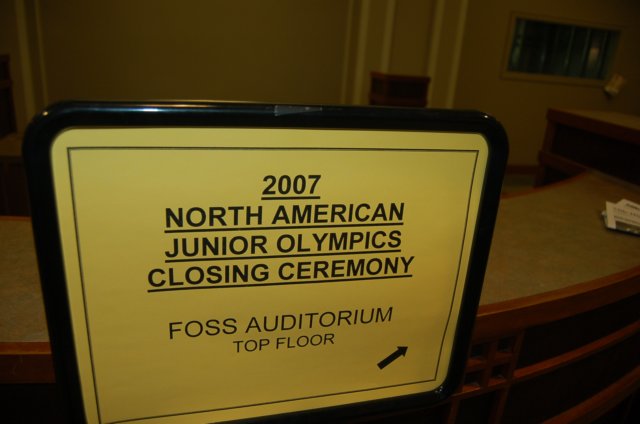 2007
NORTH AMERICAN
JUNIOR OLYMPICS
CLOSING CEREMONY
FOSS AUDITORIUM
TOP FLOOR